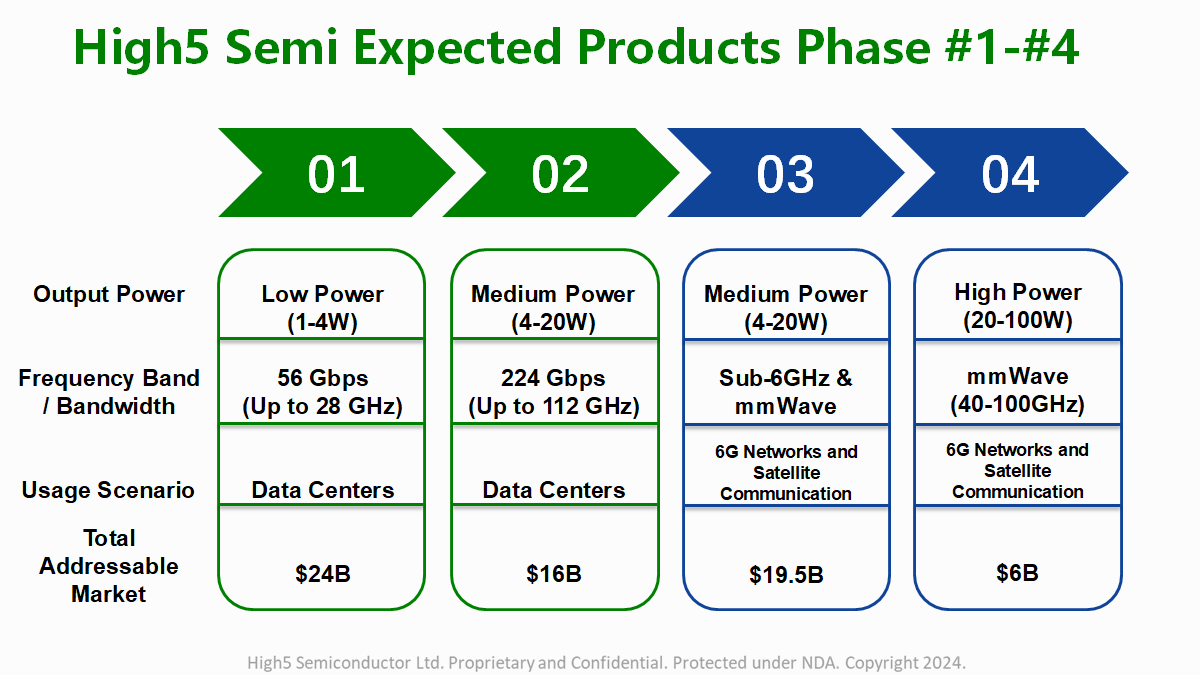 High5 Semi Expected Products Phase #1-#4
01
02
03
04
Output Power
Low Power
(1-4W)
Medium Power
(4-20W)
Medium Power
(4-20W)
High Power
(20-100W)
Frequency Band
/ Bandwidth
56 Gbps
(Up to 28 GHz)
224 Gbps
(Up to 112 GHz)
Sub-6GHz &
mmWave
mmWave
(40-100GHz)
Usage Scenario
Data Centers
Data Centers
6G Networks and
Satellite
Communication
6G Networks and
Satellite
Communication
Total
Addressable
Market
$24B
$16B
$19.5B
$6B
High5 Semiconductor Ltd. Proprietary and Confidential. Protected under NDA. Copyright 2024.